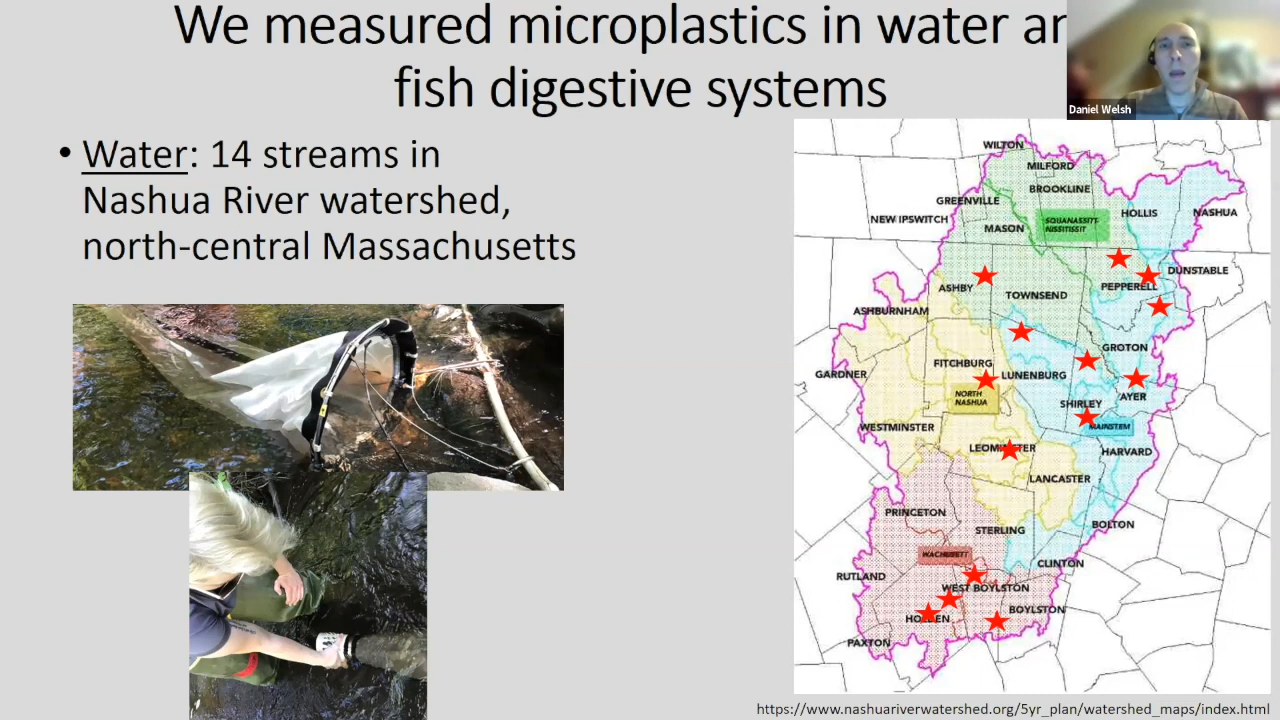 We measured microplastics in water an
fish digestive systems
Daniel Welsh
• Water: 14 streams in
Nashua River watershed,
north-central Massachusetts
WILTON
MILFORD
BROOKLINE
GREENVILLE
HOLLIS
NASHUA
NEW IPSWITCH
MASON
SQUANASSITT-
NISSITISSIT
DUNSTABLE
ASHBY
PEPPERELL
TOWNSEND
ASHBURNHAM
GROTON
FITCHBURG
GARDNER
LUNENBURG
NORTH
NASHUA
AYER
SHIRLEY
MAINSTEM
WESTMINSTER
LEOMINSTER
HARVARD
LANCASTER
PRINCETON
STERLING
BOLTON
WACHUSETT
CLINTON
RUTLAND
WEST BOYLSTON
BOYLSTON
HOLDEN
PAXTON
https://www.nashuariverwatershed.org/5yr_plan/watershed_maps/index.html